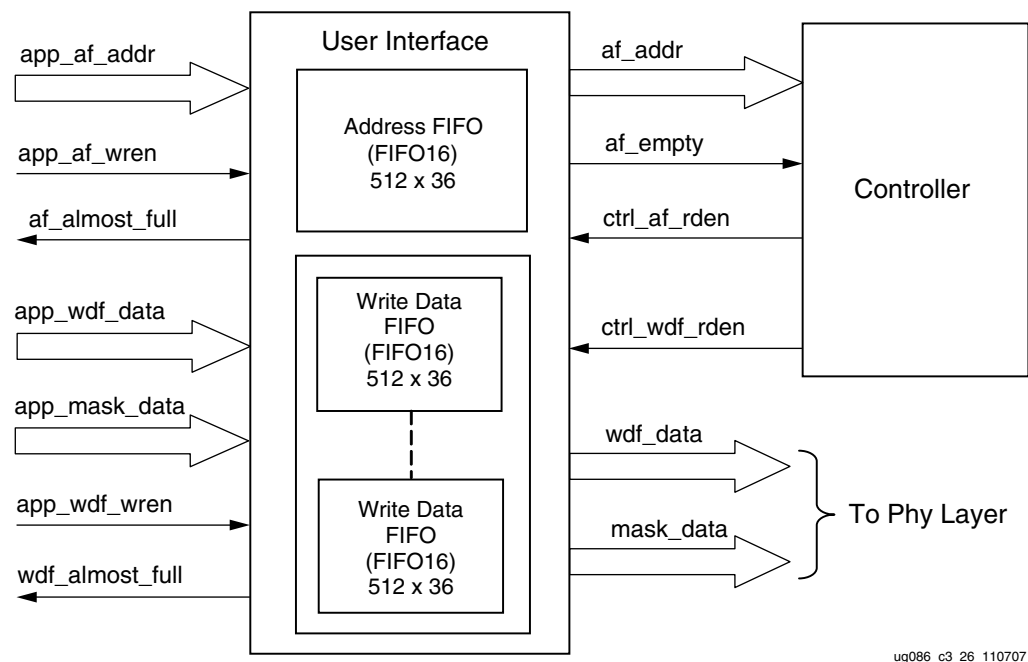 User Interface
app_af_addr
app_af_wren
af_almost_full
app_wdf_data
app_mask_data
app_wdf_wren
wdf_almost_full
Address FIFO
(FIFO16)
512 x 36
Write Data
FIFO
(FIFO16)
512 x 36
Write Data
FIFO
(FIFO16)
512 x 36
af_addr
af_empty
ctrl_af_rden
ctrl_wdf_rden
wdf_data
mask_data
Controller
To Phy Layer
ug086_c3_26_110707